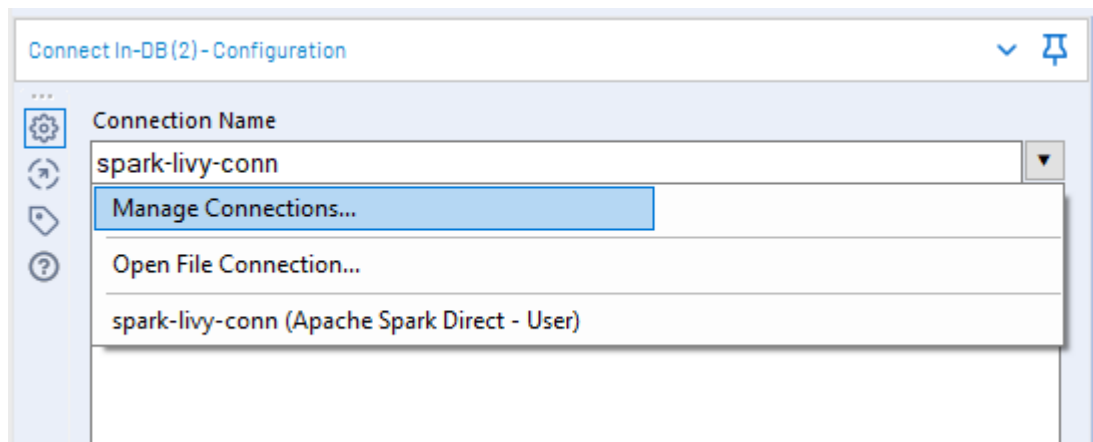 Connect In-DB (2) - Configuration
Connection Name
spark-livy-conn
Manage Connections...
Open File Connection...
spark-livy-conn (Apache Spark Direct - User)